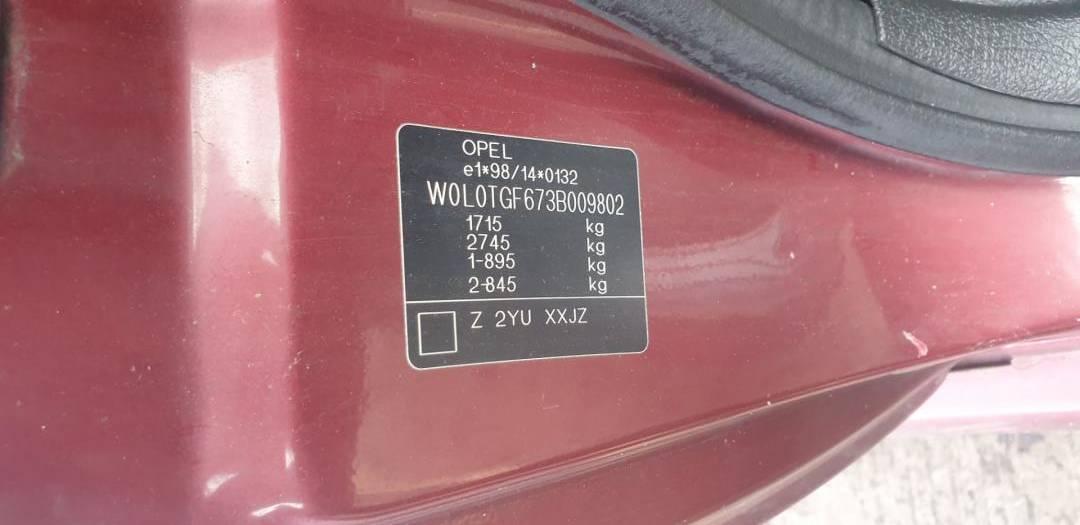 OPEL
e1*98/14*0132
W0L0TGF673B009802
1715 kg
2745 kg
1-895 kg
2-845 kg
Z 2YU XXJZ